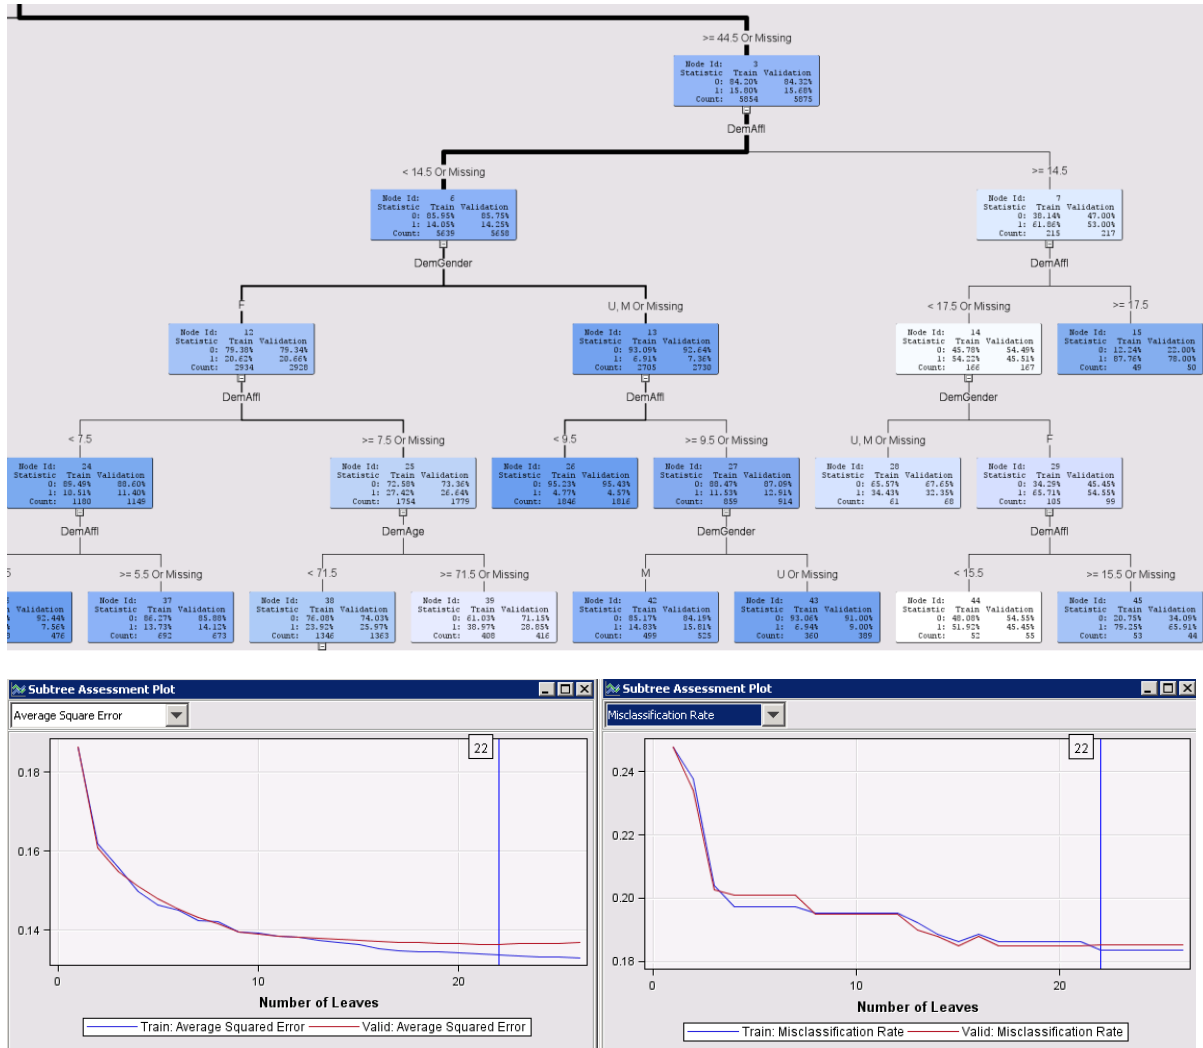 >= 44.5 Or Missing
Node Id: 3
Statistic Train Validation
0: 84.20% 84.32%
1: 15.80% 15.68%
Count: 5854 5875
DemAffl
< 14.5 Or Missing
>= 14.5
Node Id: 6
Statistic Train Validation
0: 85.95% 85.75%
1: 14.05% 14.25%
Count: 5639 5658
Node Id: 7
Statistic Train Validation
0: 38.14% 47.00%
1: 61.86% 53.00%
Count: 215 217
DemGender
DemAffl
F
U, M Or Missing
< 17.5 Or Missing
>= 17.5
Node Id: 12
Statistic Train Validation
0: 79.38% 79.34%
1: 20.62% 20.66%
Count: 2934 2928
Node Id: 13
Statistic Train Validation
0: 93.09% 92.64%
1: 6.91% 7.36%
Count: 2705 2730
Node Id: 14
Statistic Train Validation
0: 45.78% 54.49%
1: 54.22% 45.51%
Count: 166 167
Node Id: 15
Statistic Train Validation
0: 12.24% 22.00%
1: 87.76% 78.00%
Count: 49 50
DemAffl
DemAffl
DemGender
< 7.5
>= 7.5 Or Missing
< 9.5
>= 9.5 Or Missing
U, M Or Missing
F
Node Id: 24
Statistic Train Validation
0: 89.49% 88.60%
1: 10.51% 11.40%
Count: 1180 1149
Node Id: 25
Statistic Train Validation
0: 72.58% 73.36%
1: 27.42% 26.64%
Count: 1754 1779
Node Id: 26
Statistic Train Validation
0: 95.23% 95.43%
1: 4.77% 4.57%
Count: 1846 1816
Node Id: 27
Statistic Train Validation
0: 88.47% 87.09%
1: 11.53% 12.91%
Count: 859 914
Node Id: 28
Statistic Train Validation
0: 65.57% 67.65%
1: 34.43% 32.35%
Count: 61 68
Node Id: 29
Statistic Train Validation
0: 34.29% 45.45%
1: 65.71% 54.55%
Count: 105 99
DemAffl
DemAge
DemGender
DemAffl
>= 5.5 Or Missing
< 71.5
>= 71.5 Or Missing
M
U Or Missing
< 15.5
>= 15.5 Or Missing
Validation
92.44%
7.56%
476
Node Id: 37
Statistic Train Validation
0: 86.27% 85.88%
1: 13.73% 14.12%
Count: 692 673
Node Id: 38
Statistic Train Validation
0: 76.08% 74.03%
1: 23.92% 25.97%
Count: 1346 1363
Node Id: 39
Statistic Train Validation
0: 61.03% 71.15%
1: 38.97% 28.85%
Count: 408 416
Node Id: 42
Statistic Train Validation
0: 85.17% 84.19%
1: 14.83% 15.81%
Count: 499 525
Node Id: 43
Statistic Train Validation
0: 93.06% 91.00%
1: 6.94% 9.00%
Count: 360 389
Node Id: 44
Statistic Train Validation
0: 48.08% 54.55%
1: 51.92% 45.45%
Count: 52 55
Node Id: 45
Statistic Train Validation
0: 20.75% 34.09%
1: 79.25% 65.91%
Count: 53 44
Subtree Assessment Plot
Average Square Error
22
0.18
0.16
0.14
0 10 20
Number of Leaves
Train: Average Squared Error Valid: Average Squared Error
Subtree Assessment Plot
Misclassification Rate
22
0.24
0.22
0.20
0.18
0 10 20
Number of Leaves
Train: Misclassification Rate Valid: Misclassification Rate